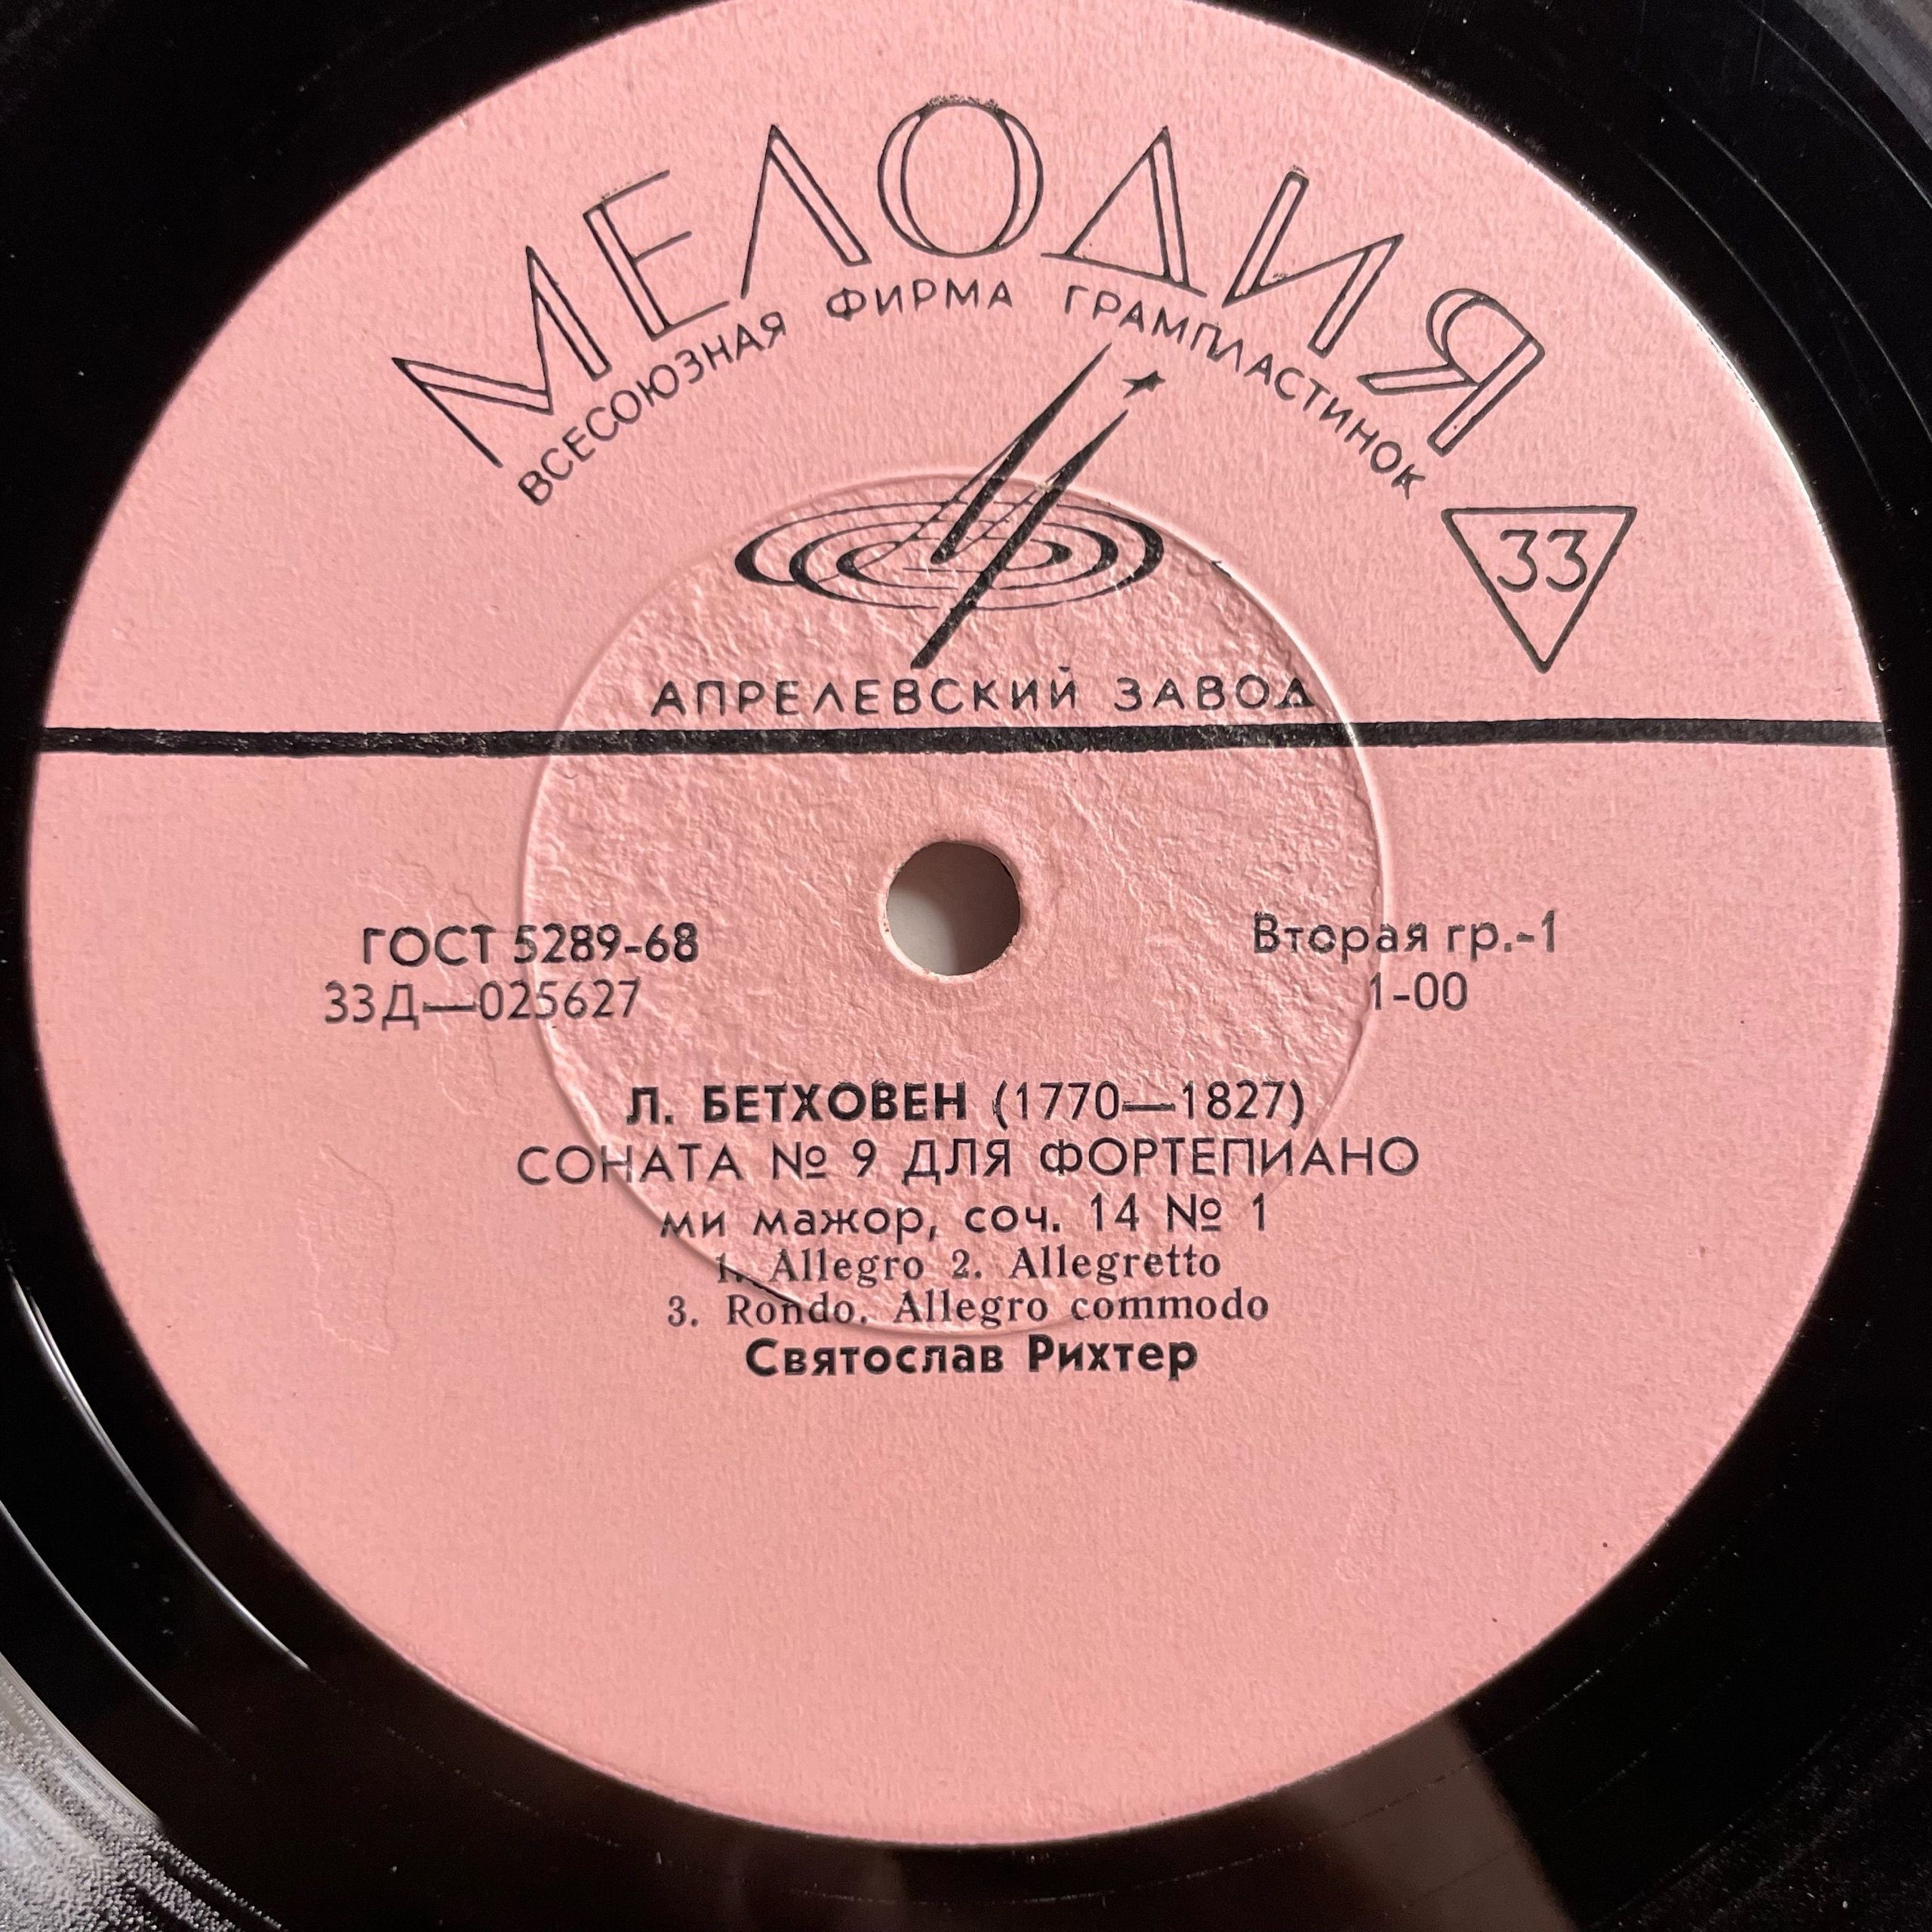 МЕЛОДИЯ
ВСЕСОЮЗНАЯ ФИРМА ГРАМПЛАСТИНОК
33
АПРЕЛЕВСКИЙ ЗАВОД
ГОСТ 5289-68
Вторая гр.-1
33Д—025627
1-00
Л. БЕТХОВЕН (1770—1827)
СОНАТА № 9 ДЛЯ ФОРТЕПИАНО
ми мажор, соч. 14 № 1
1. Allegro 2. Allegretto
3. Rondo. Allegro commodo
Святослав Рихтер